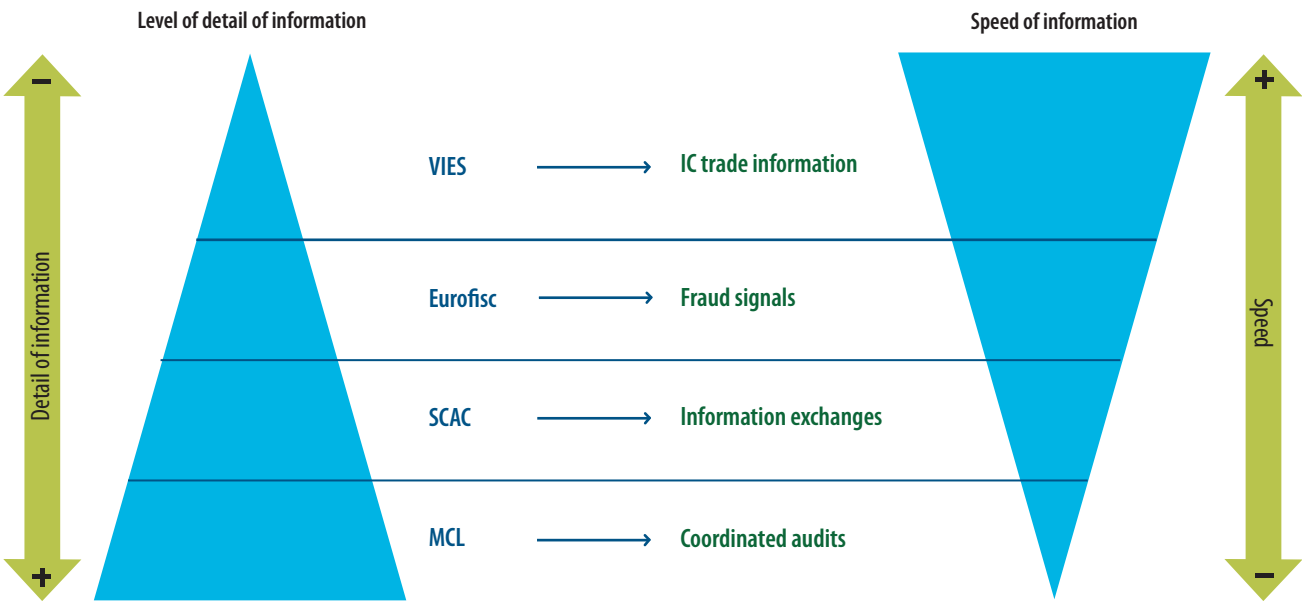 Level of detail of information
Speed of information
−
+
VIES → IC trade information
Eurofisc → Fraud signals
Detail of information
Speed
SCAC → Information exchanges
MCL → Coordinated audits
+
−